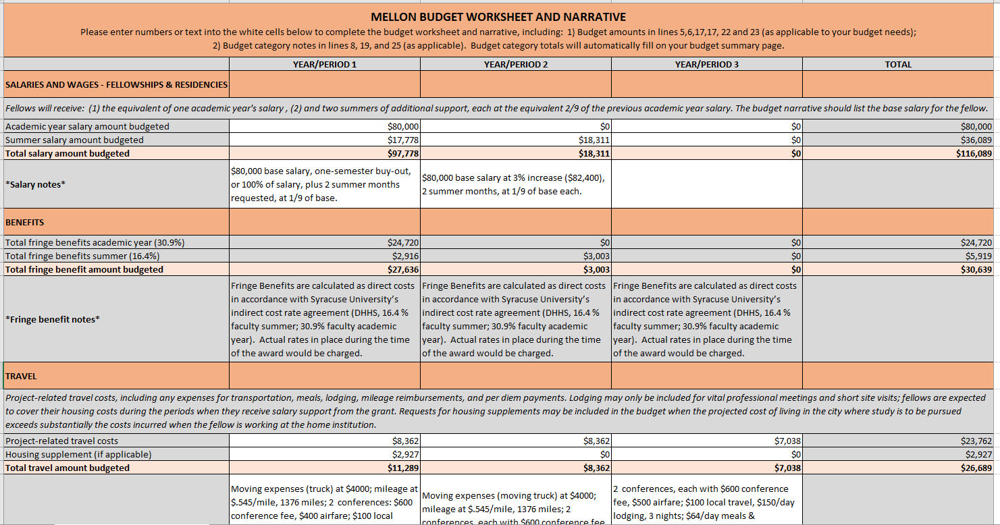 MELLON BUDGET WORKSHEET AND NARRATIVE
Please enter numbers or text into the white cells below to complete the budget worksheet and narrative, including: 1) Budget amounts in lines 5,6,17,17, 22 and 23 (as applicable to your budget needs);
2) Budget category notes in lines 8, 19, and 25 (as applicable). Budget category totals will automatically fill on your budget summary page.
YEAR/PERIOD 1 YEAR/PERIOD 2 YEAR/PERIOD 3 TOTAL
SALARIES AND WAGES - FELLOWSHIPS & RESIDENCIES
Fellows will receive: (1) the equivalent of one academic year's salary , (2) and two summers of additional support, each at the equivalent 2/9 of the previous academic year salary. The budget narrative should list the base salary for the fellow.
Academic year salary amount budgeted $80,000 $0 $0 $80,000
Summer salary amount budgeted $17,778 $18,311 $0 $36,089
Total salary amount budgeted $97,778 $18,311 $0 $116,089
*Salary notes*
$80,000 base salary, one-semester buy-out,
or 100% of salary, plus 2 summer months
requested, at 1/9 of base.
$80,000 base salary at 3% increase ($82,400),
2 summer months, at 1/9 of base each.
BENEFITS
Total fringe benefits academic year (30.9%) $24,720 $0 $0 $24,720
Total fringe benefits summer (16.4%) $2,916 $3,003 $0 $5,919
Total fringe benefit amount budgeted $27,636 $3,003 $0 $30,639
*Fringe benefit notes*
Fringe Benefits are calculated as direct costs
in accordance with Syracuse University's
indirect cost rate agreement (DHHS, 16.4 %
faculty summer; 30.9% faculty academic
year). Actual rates in place during the time
of the award would be charged.
Fringe Benefits are calculated as direct costs
in accordance with Syracuse University's
indirect cost rate agreement (DHHS, 16.4 %
faculty summer; 30.9% faculty academic
year). Actual rates in place during the time
of the award would be charged.
Fringe Benefits are calculated as direct costs
in accordance with Syracuse University's
indirect cost rate agreement (DHHS, 16.4 %
faculty summer; 30.9% faculty academic
year). Actual rates in place during the time
of the award would be charged.
TRAVEL
Project-related travel costs, including any expenses for transportation, meals, lodging, mileage reimbursements, and per diem payments. Lodging may only be included for vital professional meetings and short site visits; fellows are expected
to cover their housing costs during the periods when they receive salary support from the grant. Requests for housing supplements may be included in the budget when the projected cost of living in the city where study is to be pursued
exceeds substantially the costs incurred when the fellow is working at the home institution.
Project-related travel costs $8,362 $8,362 $7,038 $23,762
Housing supplement (if applicable) $2,927 $0 $0 $2,927
Total travel amount budgeted $11,289 $8,362 $7,038 $26,689
Moving expenses (truck) at $4000; mileage at
$.545/mile, 1376 miles; 2 conferences: $600
conference fee, $400 airfare; $100 local
Moving expenses (moving truck) at $4000;
mileage at $.545/mile, 1376 miles; 2
conferences, each with $600 conference fee
2 conferences, each with $600 conference
fee, $500 airfare; $100 local travel, $150/day
lodging, 3 nights; $64/day meals &